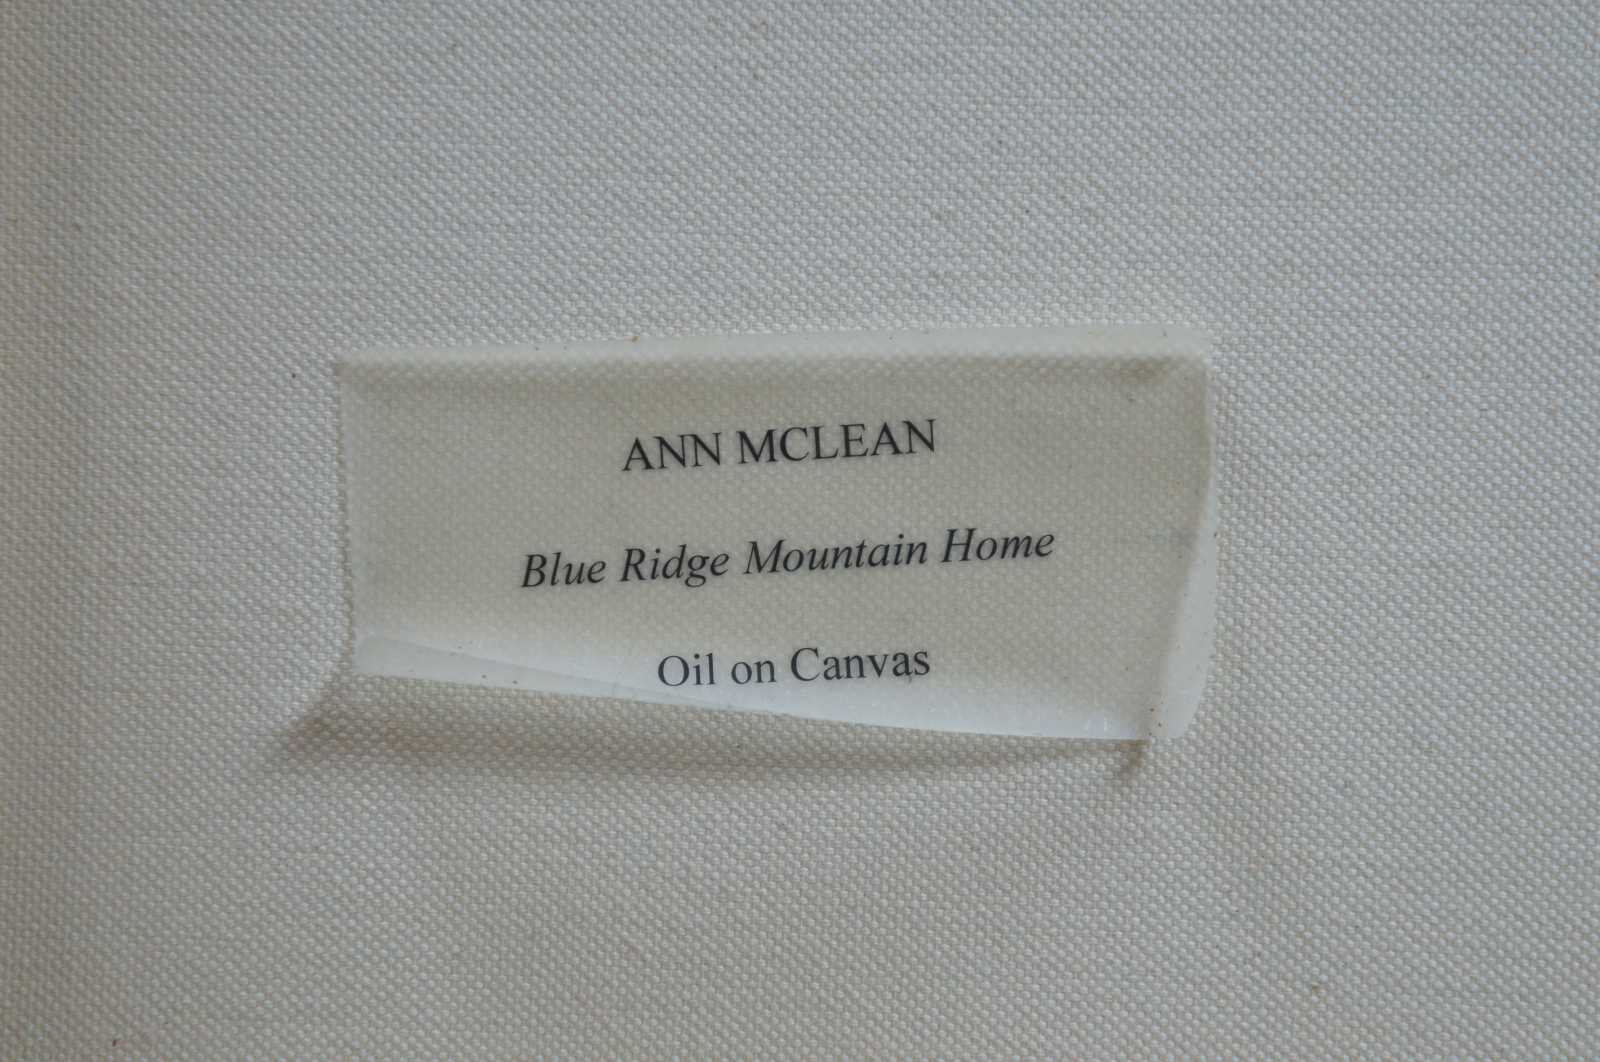 ANN MCLEAN
Blue Ridge Mountain Home
Oil on Canvas